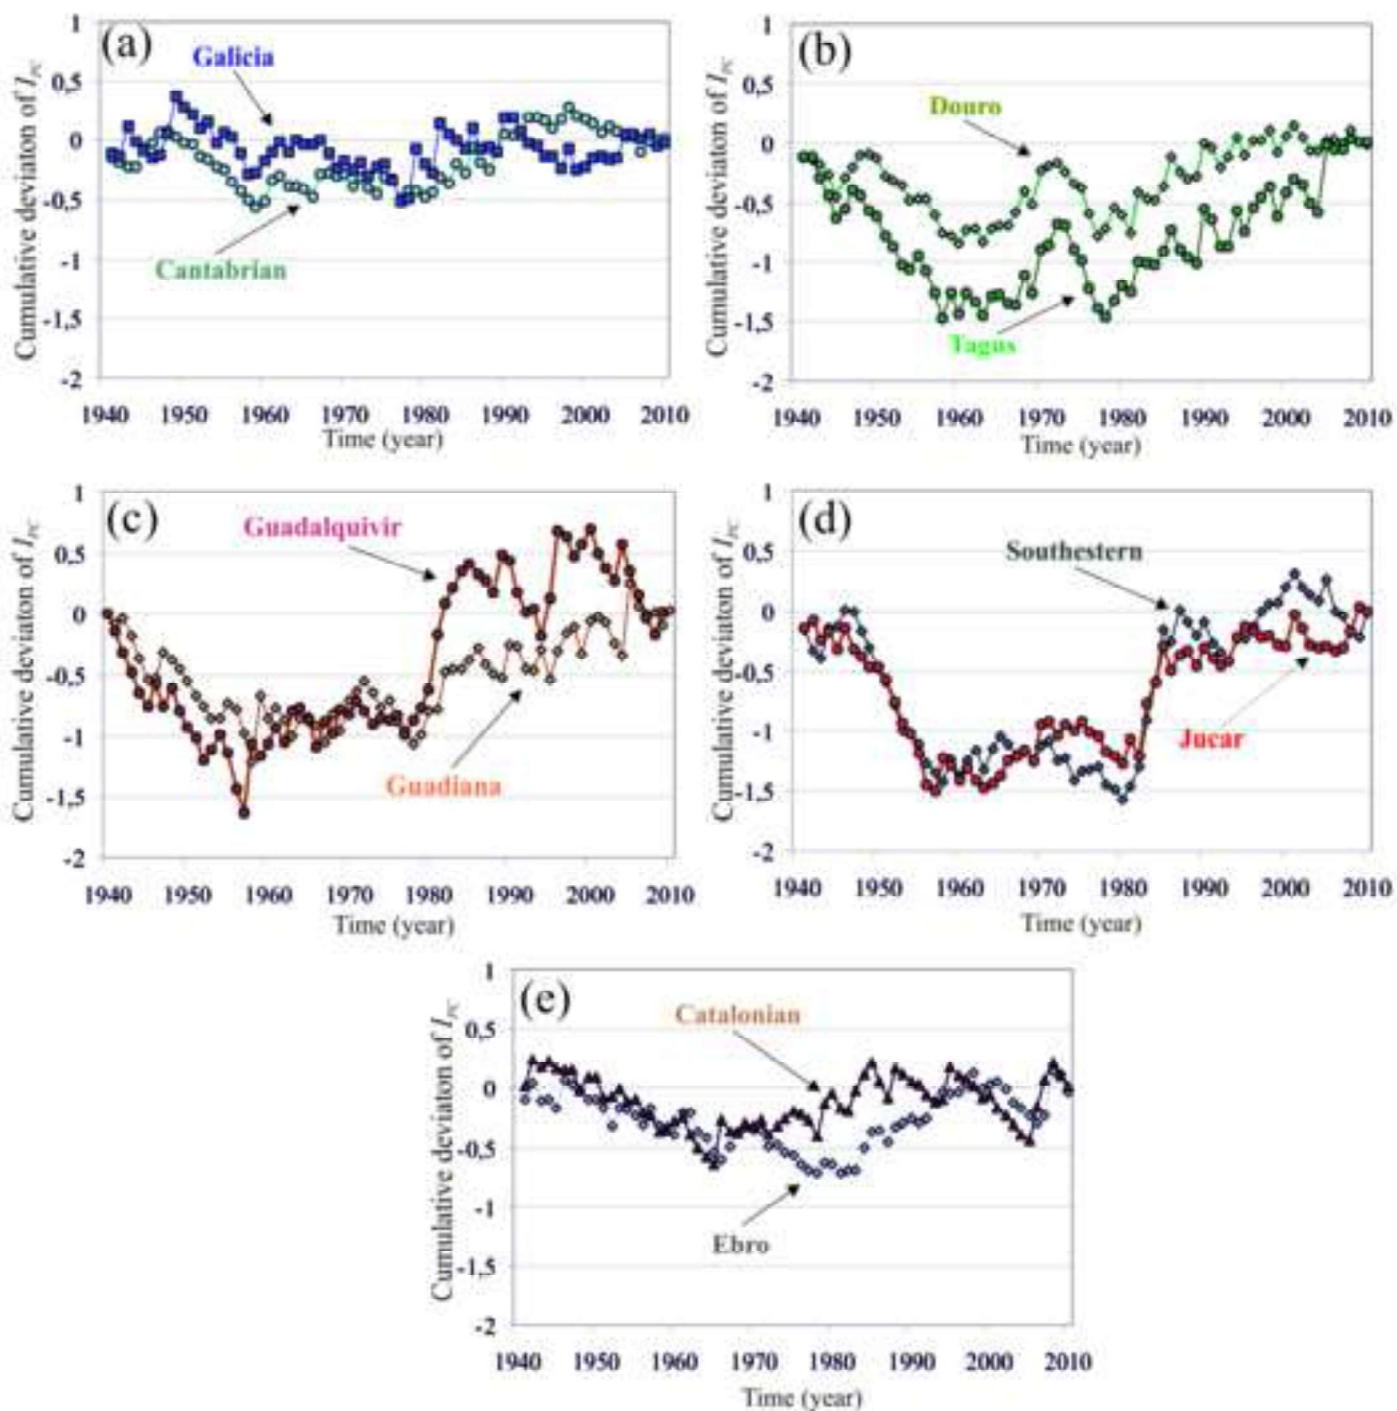 (a)
Galicia
Cantabrian
Cumulative deviaton of I_PC
1
0,5
0
-0,5
-1
-1,5
-2
1940 1950 1960 1970 1980 1990 2000 2010
Time (year)
(b)
Douro
Tagus
Cumulative deviaton of I_PC
1
0,5
0
-0,5
-1
-1,5
-2
1940 1950 1960 1970 1980 1990 2000 2010
Time (year)
(c)
Guadalquivir
Guadiana
Cumulative deviaton of I_PC
1
0,5
0
-0,5
-1
-1,5
-2
1940 1950 1960 1970 1980 1990 2000 2010
Time (year)
(d)
Southestern
Jucar
Cumulative deviaton of I_PC
1
0,5
0
-0,5
-1
-1,5
-2
1940 1950 1960 1970 1980 1990 2000 2010
Time (year)
(e)
Catalonian
Ebro
Cumulative deviaton of I_PC
1
0,5
0
-0,5
-1
-1,5
-2
1940 1950 1960 1970 1980 1990 2000 2010
Time (year)